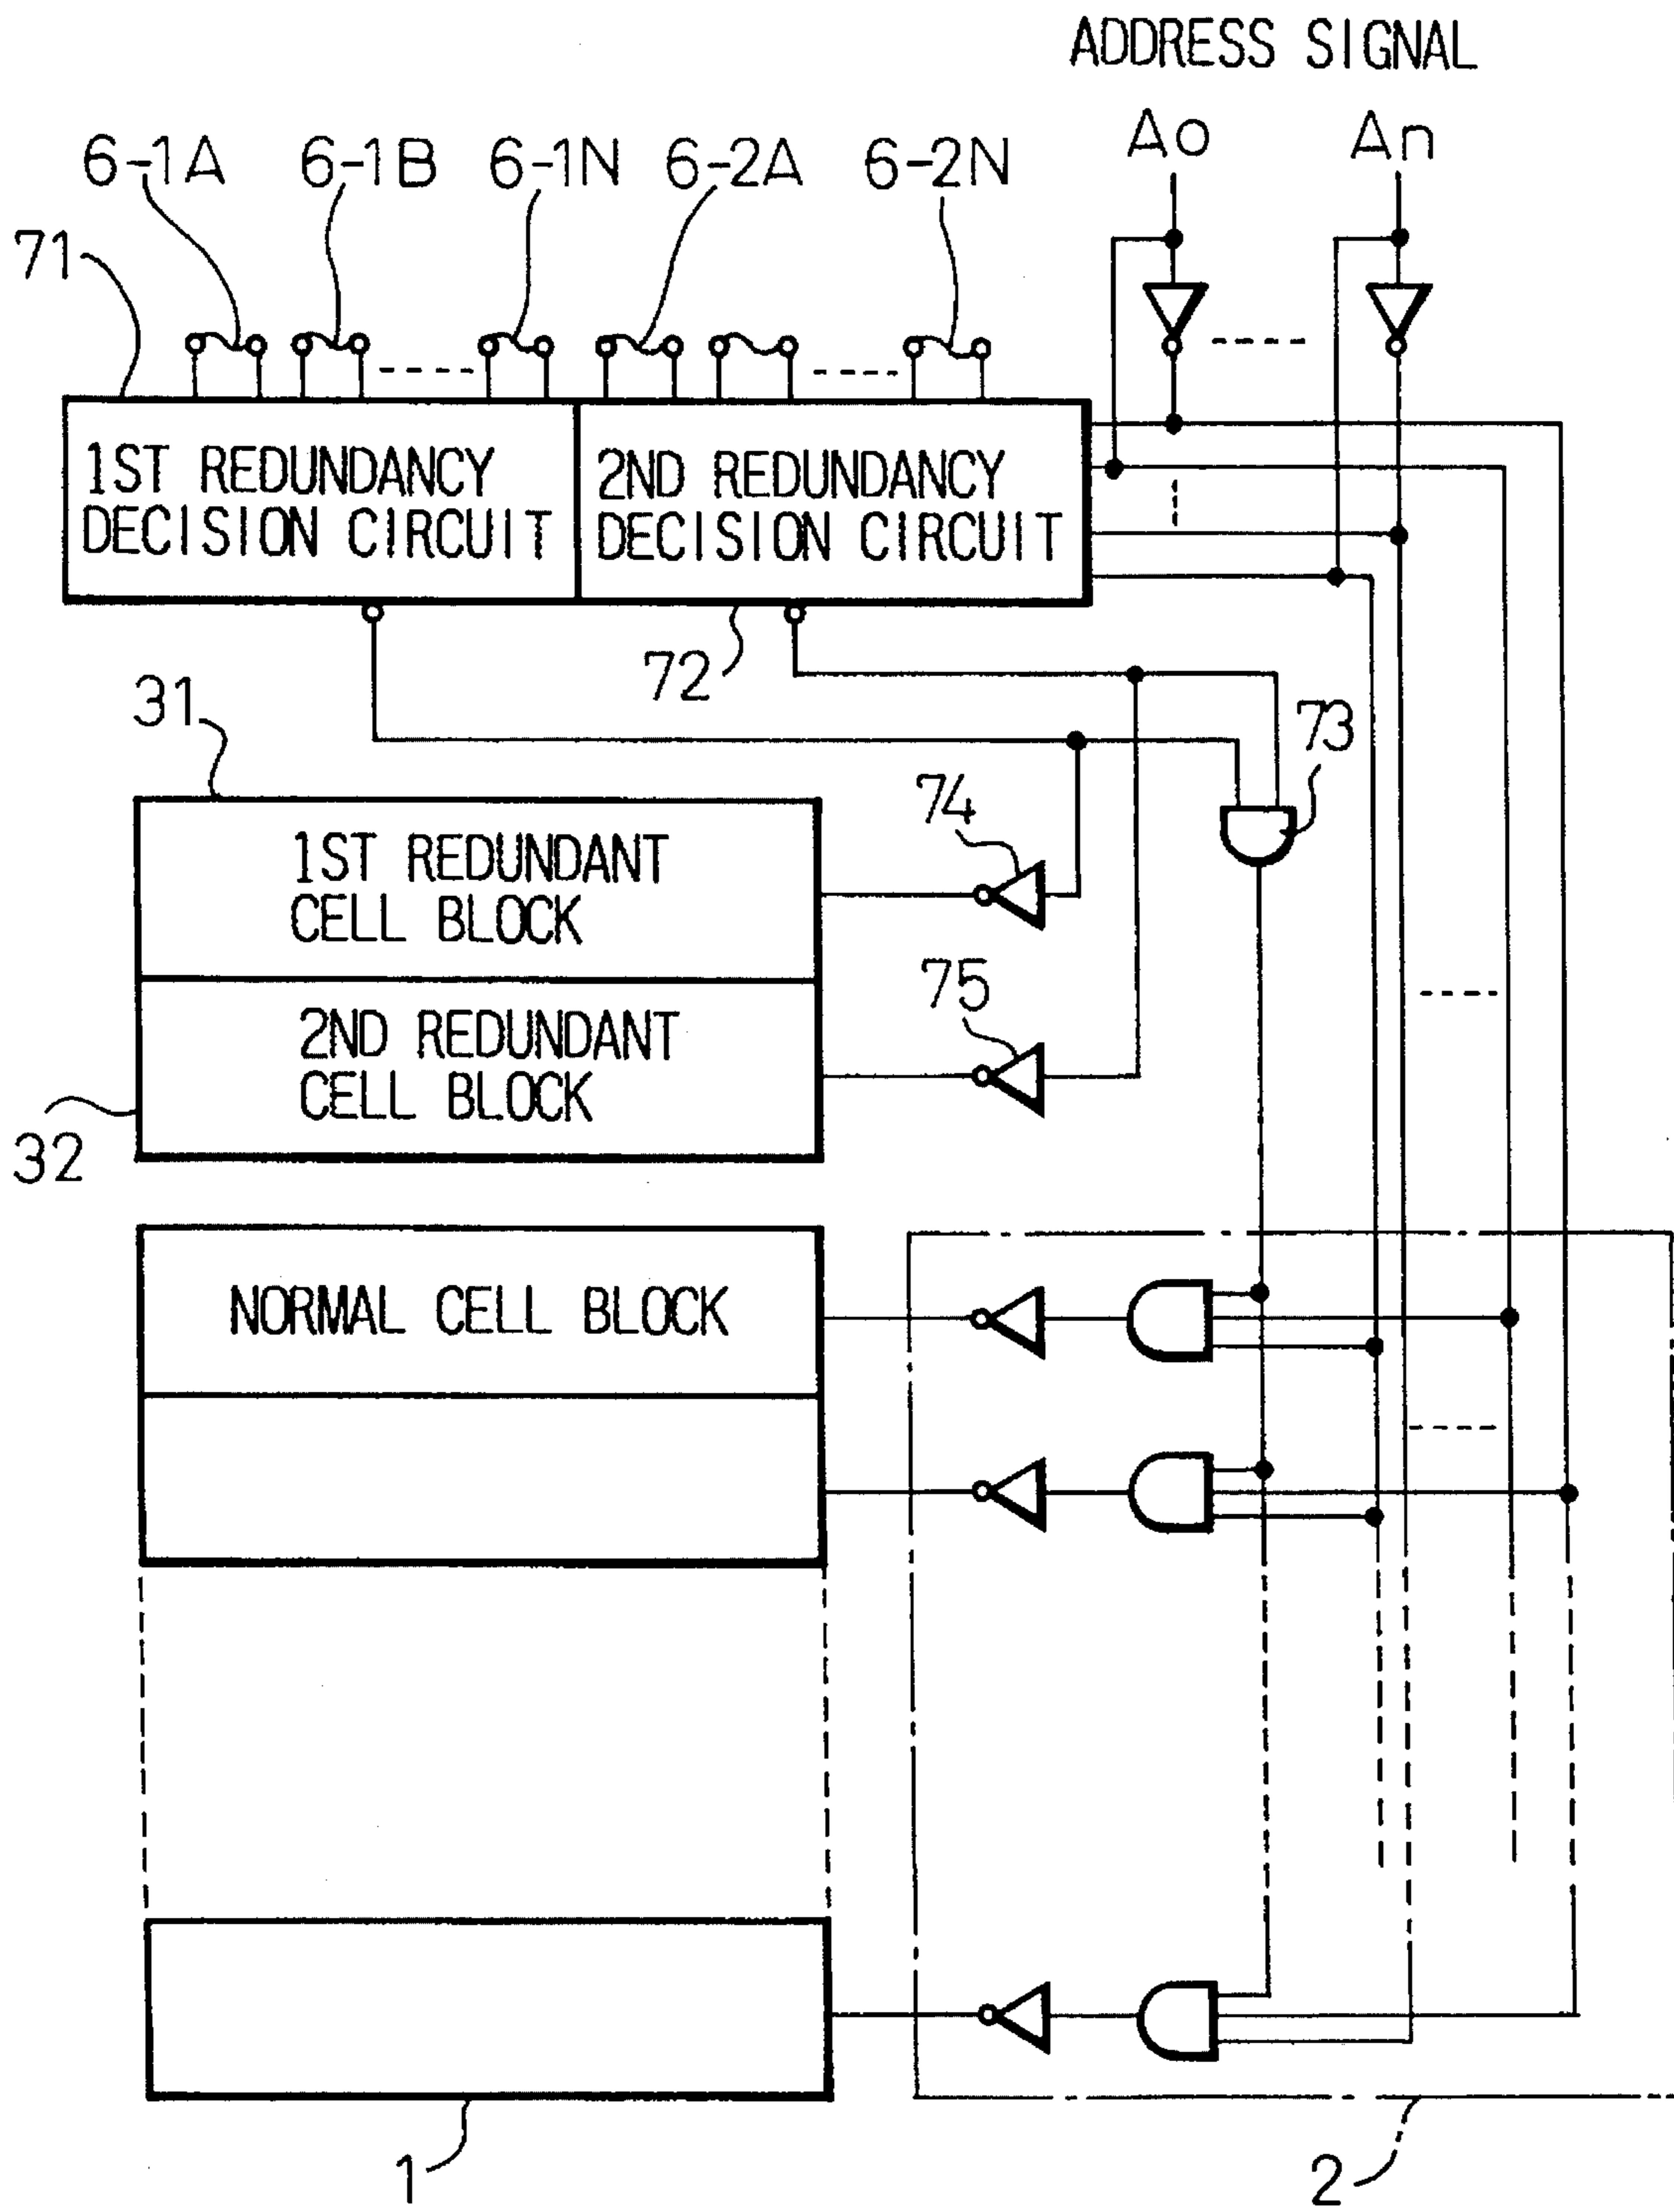 ADDRESS SIGNAL
Ao An
6-1A 6-1B 6-1N 6-2A 6-2N
71
1ST REDUNDANCY
DECISION CIRCUIT
2ND REDUNDANCY
DECISION CIRCUIT
72
31
73
74
1ST REDUNDANT
CELL BLOCK
75
2ND REDUNDANT
CELL BLOCK
32
NORMAL CELL BLOCK
1
2